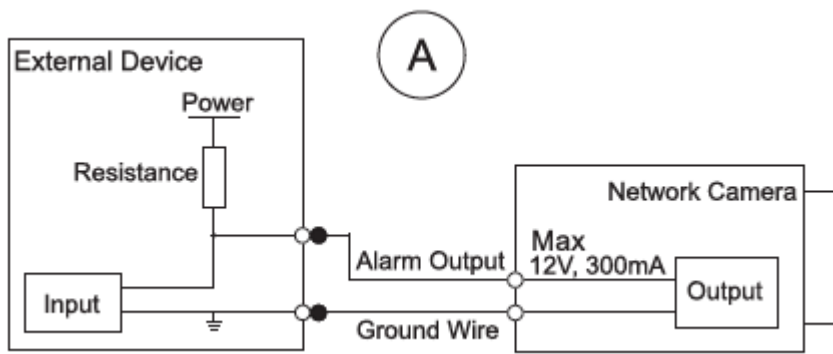 A
External Device
Power
Resistance
Input
Alarm Output
Ground Wire
Network Camera
Max
12V, 300mA
Output